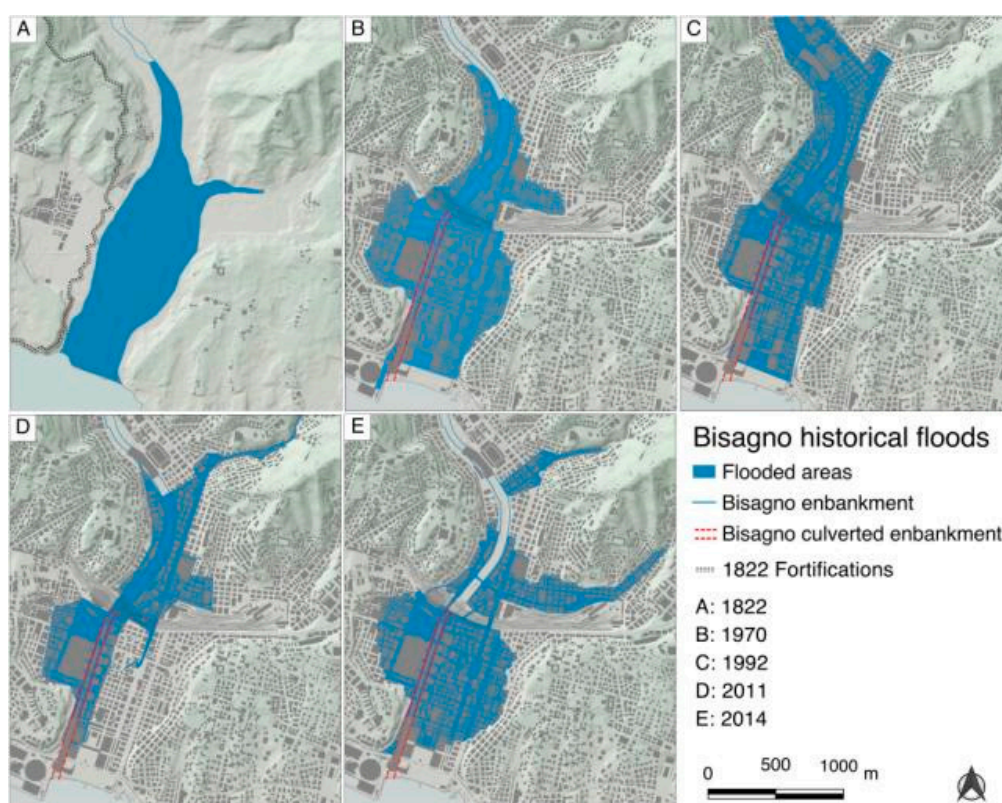 A
B
C
D
E
Bisagno historical floods
Flooded areas
Bisagno enbankment
Bisagno culverted enbankment
1822 Fortifications
A: 1822
B: 1970
C: 1992
D: 2011
E: 2014
0 500 1000 m